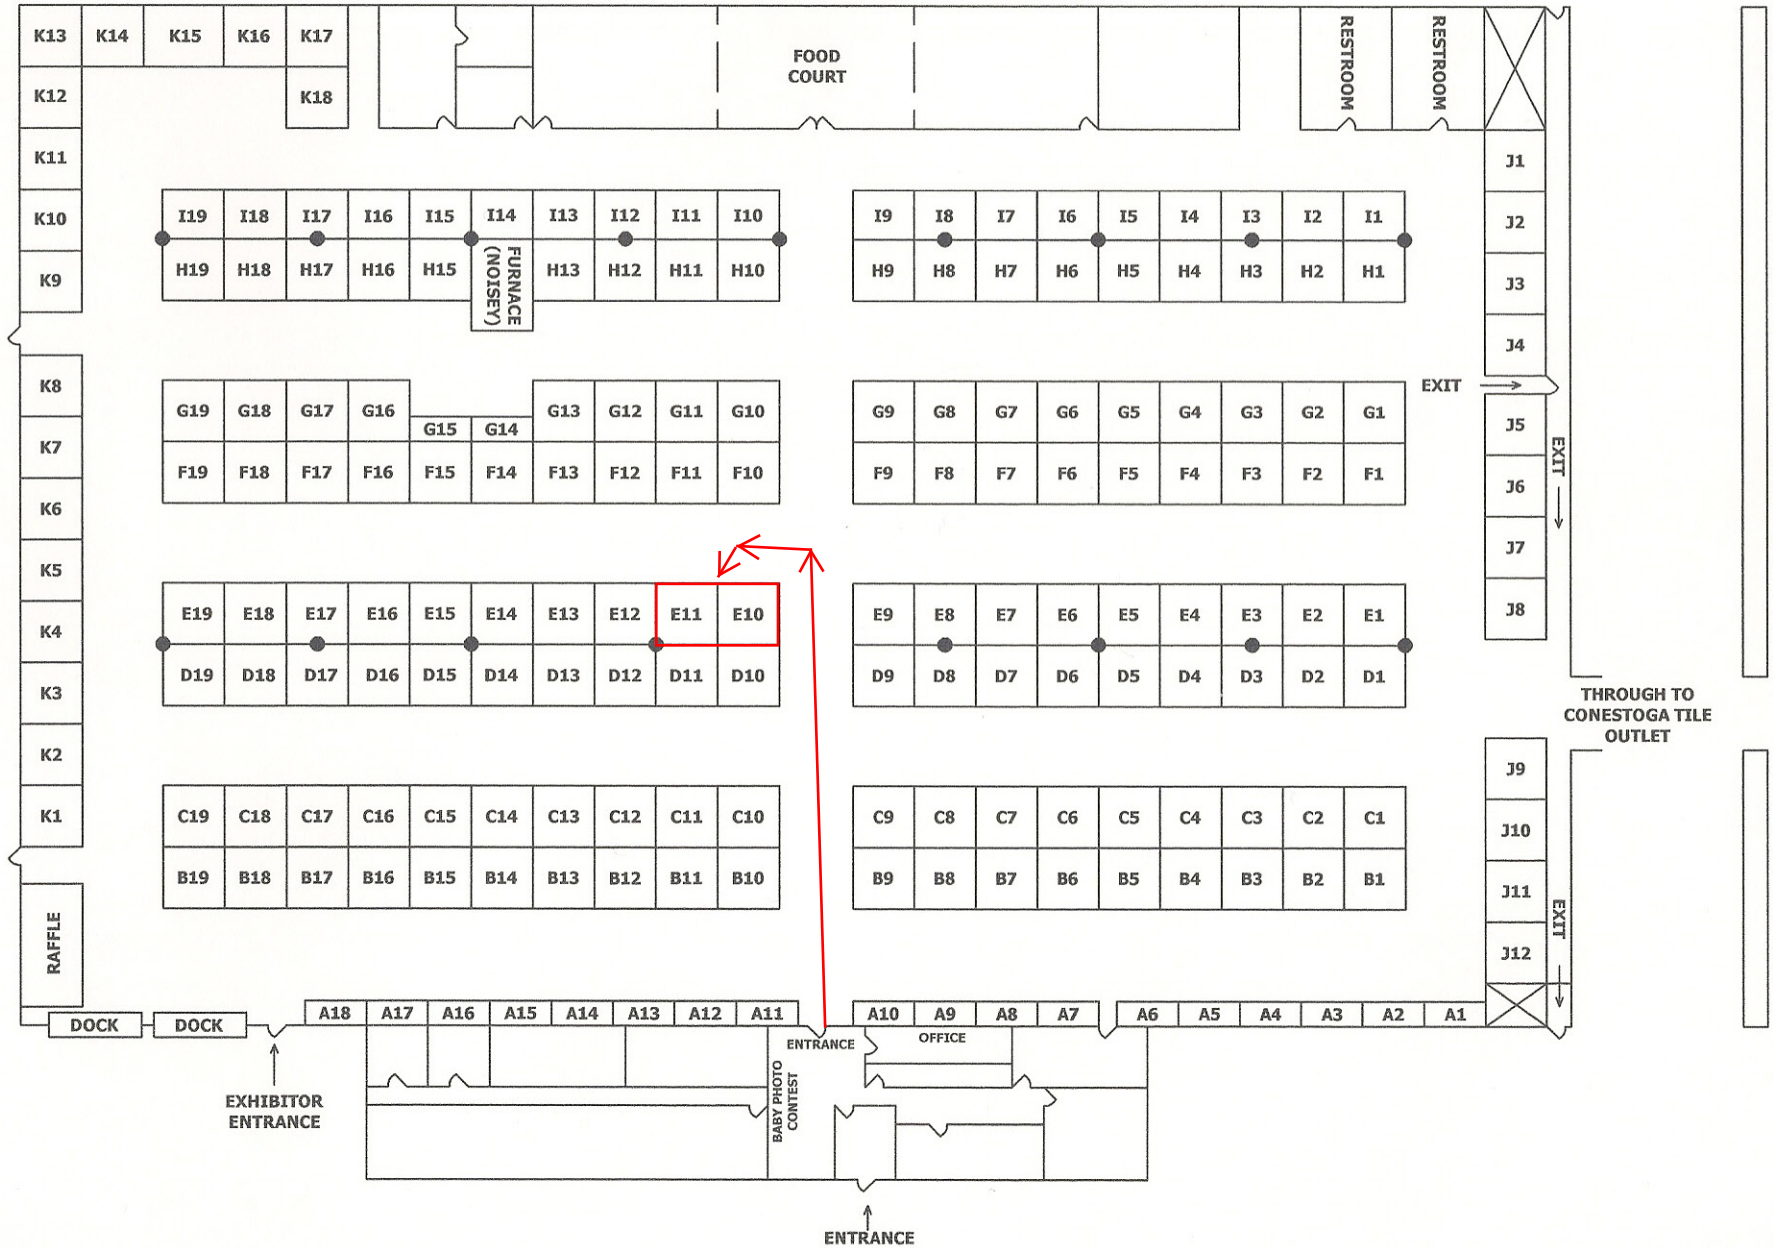 K13 K14 K15 K16 K17
FOOD
COURT
RESTROOM
RESTROOM
K12 K18
K11 J1
K10 I19 I18 I17 I16 I15 I14 I13 I12 I11 I10 I9 I8 I7 I6 I5 I4 I3 I2 I1 J2
K9 H19 H18 H17 H16 H15 H13 H12 H11 H10 H9 H8 H7 H6 H5 H4 H3 H2 H1 J3
FURNACE
(NOISEY)
J4
K8 EXIT
G19 G18 G17 G16 G13 G12 G11 G10 G9 G8 G7 G6 G5 G4 G3 G2 G1 J5
G15 G14
K7 EXIT
F19 F18 F17 F16 F15 F14 F13 F12 F11 F10 F9 F8 F7 F6 F5 F4 F3 F2 F1 J6
K6
J7
K5
E19 E18 E17 E16 E15 E14 E13 E12 E11 E10 E9 E8 E7 E6 E5 E4 E3 E2 E1 J8
K4
D19 D18 D17 D16 D15 D14 D13 D12 D11 D10 D9 D8 D7 D6 D5 D4 D3 D2 D1
K3
THROUGH TO
CONESTOGA TILE
OUTLET
K2 J9
K1 C19 C18 C17 C16 C15 C14 C13 C12 C11 C10 C9 C8 C7 C6 C5 C4 C3 C2 C1 J10
B19 B18 B17 B16 B15 B14 B13 B12 B11 B10 B9 B8 B7 B6 B5 B4 B3 B2 B1 J11
RAFFLE EXIT
J12
A18 A17 A16 A15 A14 A13 A12 A11 A10 A9 A8 A7 A6 A5 A4 A3 A2 A1
DOCK DOCK
ENTRANCE OFFICE
BABY PHOTO
CONTEST
EXHIBITOR
ENTRANCE
ENTRANCE